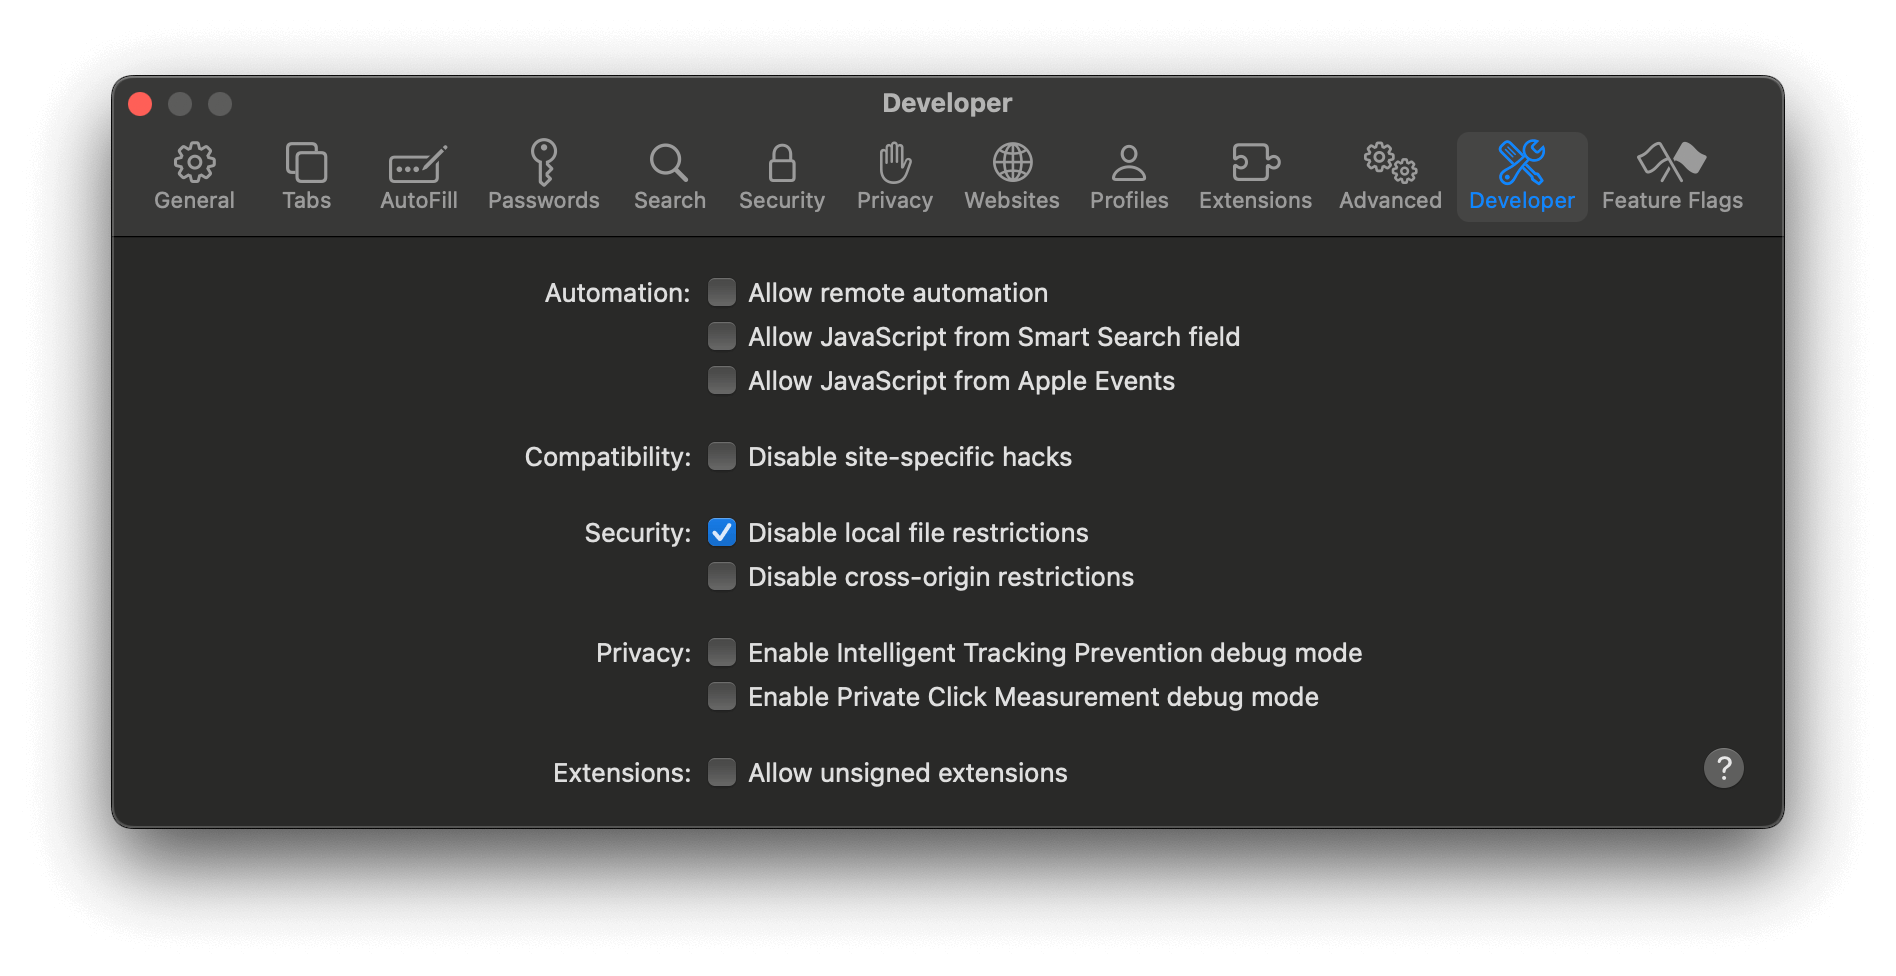 Developer
General Tabs AutoFill Passwords Search Security Privacy Websites Profiles Extensions Advanced Developer Feature Flags
Automation: Allow remote automation
Allow JavaScript from Smart Search field
Allow JavaScript from Apple Events
Compatibility: Disable site-specific hacks
Security: Disable local file restrictions
Disable cross-origin restrictions
Privacy: Enable Intelligent Tracking Prevention debug mode
Enable Private Click Measurement debug mode
Extensions: Allow unsigned extensions
?